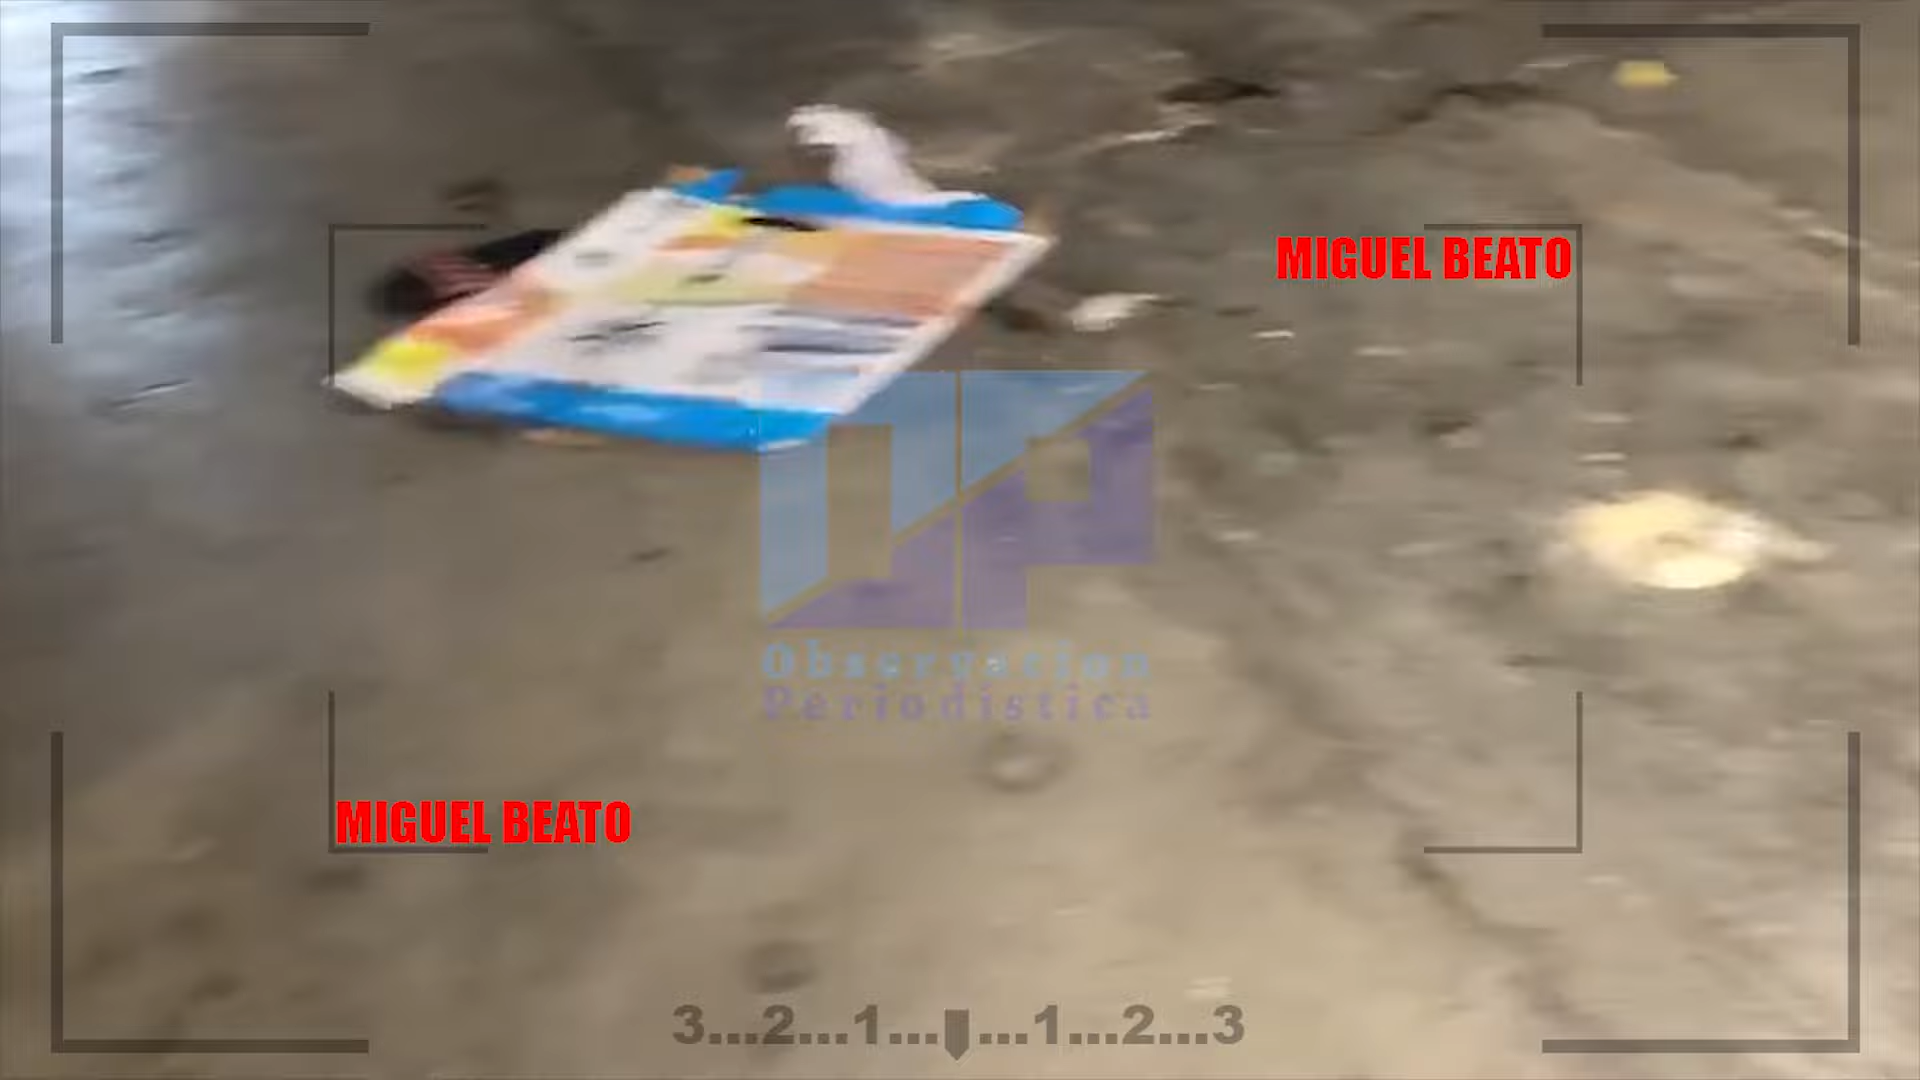 MIGUEL BEATO
Observacion
Periodistica
MIGUEL BEATO
3...2...1... ...1...2...3